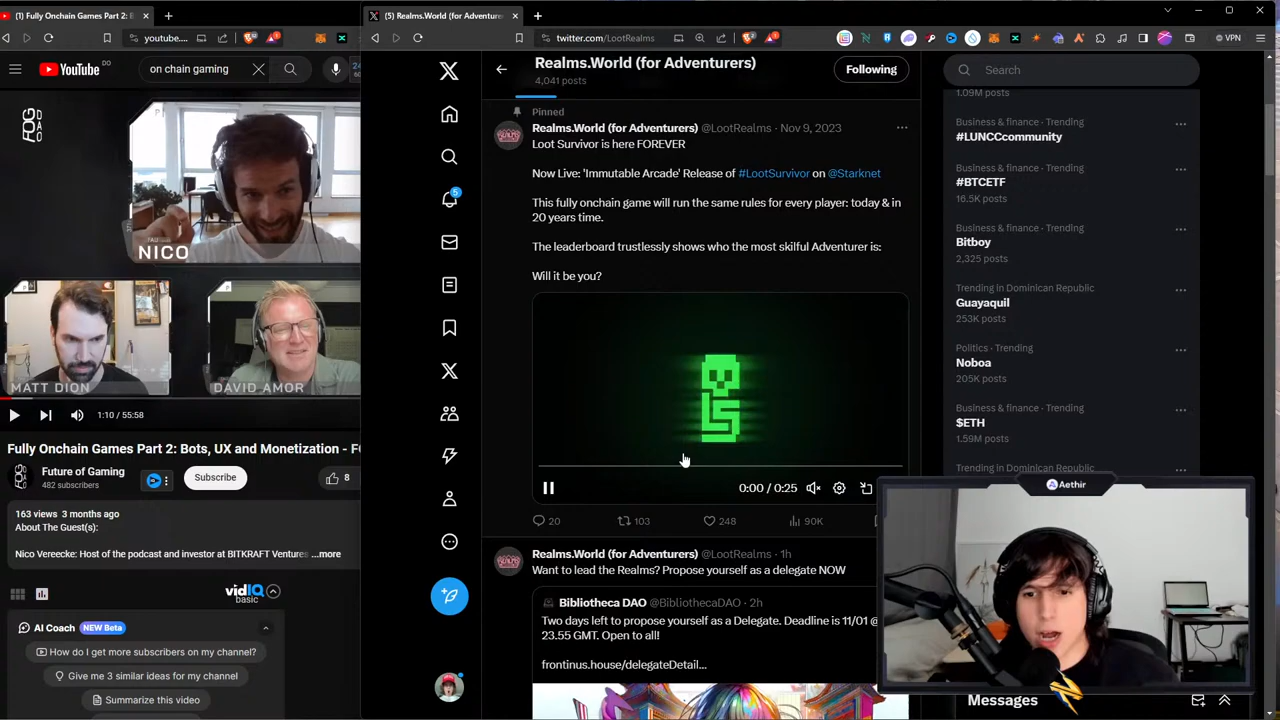 (1) Fully Onchain Games Part 2: B
youtube....
YouTube
DO
on chain gaming
NICO
MATT DION
DAVID AMOR
1:10 / 55:58
Fully Onchain Games Part 2: Bots, UX and Monetization - F
Future of Gaming
482 subscribers
Subscribe
8
163 views 3 months ago
About The Guest(s):
Nico Vereecke: Host of the podcast and investor at BITKRAFT Ventures ...more
vidIQ
basic
AI Coach NEW Beta
How do I get more subscribers on my channel?
Give me 3 similar ideas for my channel
Summarize this video
(5) Realms.World (for Adventure
twitter.com/LootRealms
VPN
Realms.World (for Adventurers)
4,041 posts
Following
Pinned
Realms.World (for Adventurers) @LootRealms · Nov 9, 2023
Loot Survivor is here FOREVER
Now Live: 'Immutable Arcade' Release of #LootSurvivor on @Starknet
This fully onchain game will run the same rules for every player: today & in
20 years time.
The leaderboard trustlessly shows who the most skilful Adventurer is:
Will it be you?
0:00 / 0:25
20
103
248
90K
Realms.World (for Adventurers) @LootRealms · 1h
Want to lead the Realms? Propose yourself as a delegate NOW
Bibliotheca DAO @BibliothecaDAO · 2h
Two days left to propose yourself as a Delegate. Deadline is 11/01 @
23.55 GMT. Open to all!
frontinus.house/delegateDetail...
5
Search
1.09M posts
Business & finance · Trending
#LUNCCcommunity
Business & finance · Trending
#BTCETF
16.5K posts
Business & finance · Trending
Bitboy
2,325 posts
Trending in Dominican Republic
Guayaquil
253K posts
Politics · Trending
Noboa
205K posts
Business & finance · Trending
$ETH
1.59M posts
Business & finance · Trending
Aethir
Messages